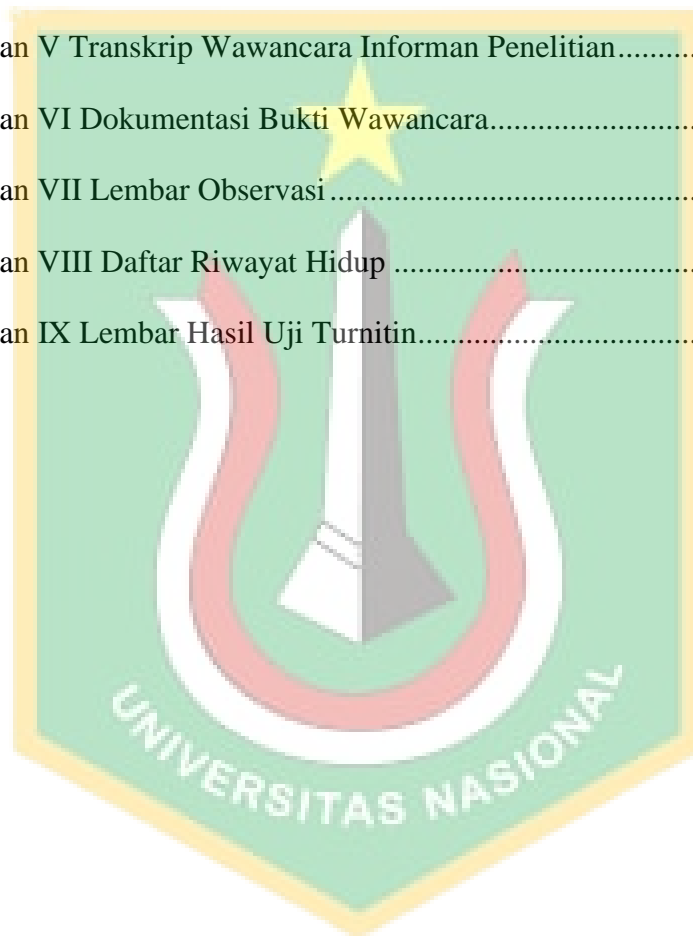 an V Transkrip Wawancara Informan Penelitian..........
an VI Dokumentasi Bukti Wawancara.........................
an VII Lembar Observasi............................................
an VIII Daftar Riwayat Hidup ....................................
an IX Lembar Hasil Uji Turnitin.................................
UNIVERSITAS NASIONAL